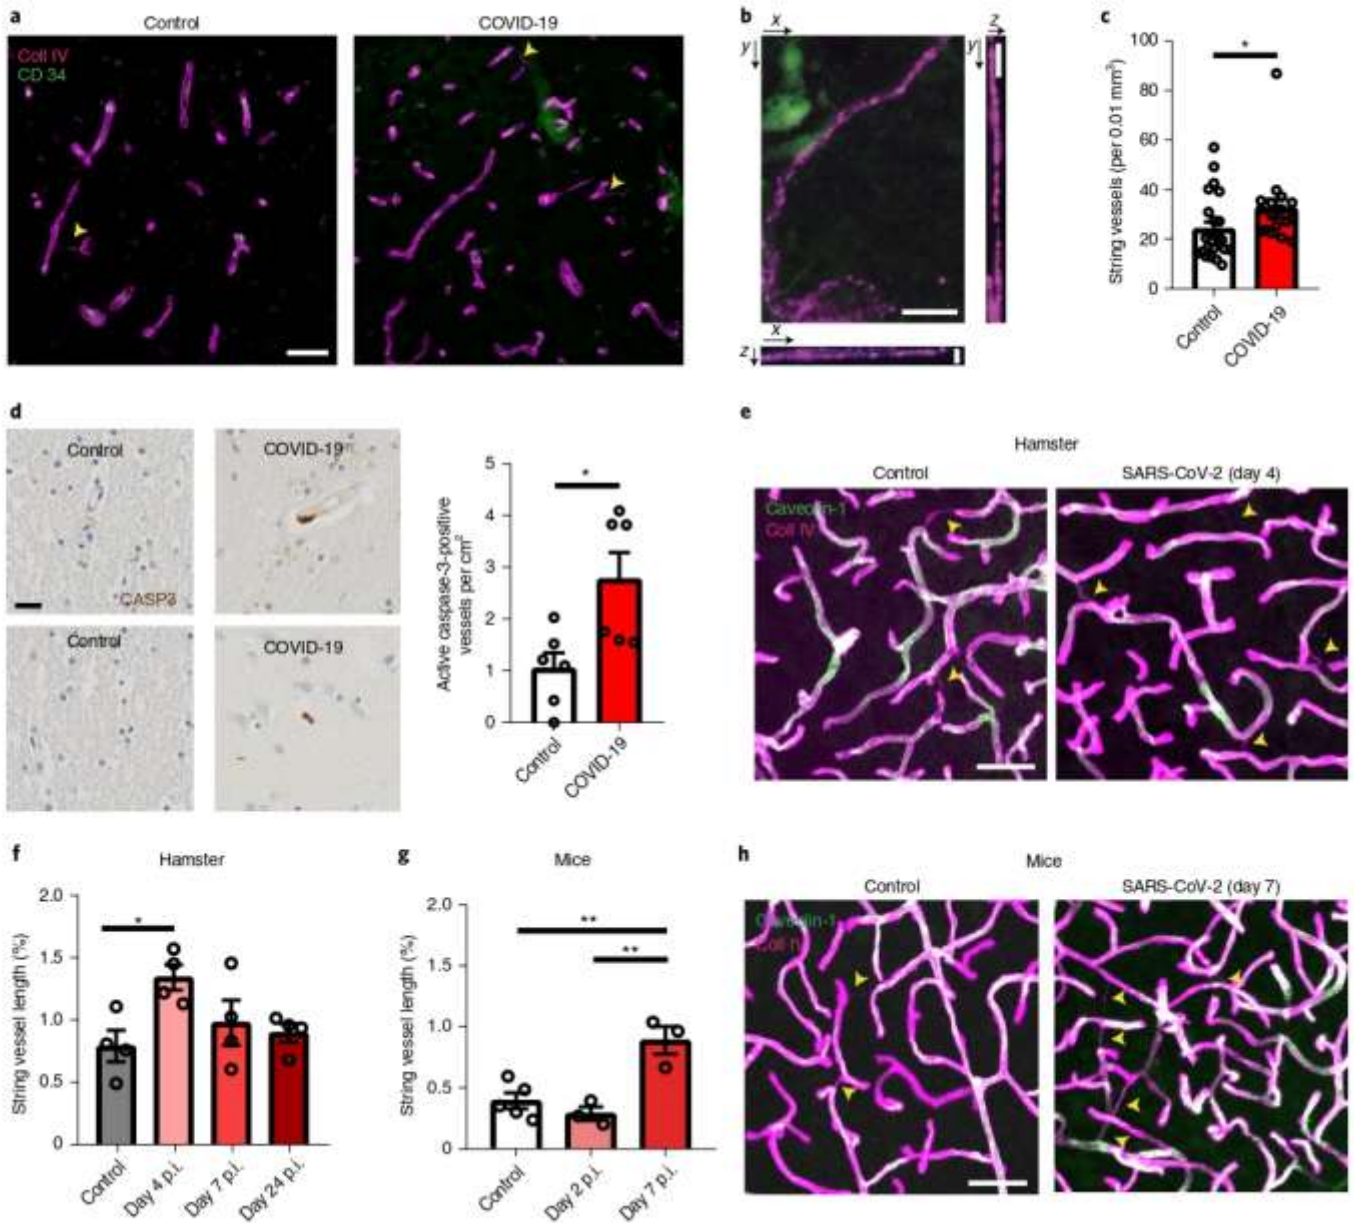 a
Control
COVID-19
Coll IV
CD 34
b
x
y
z
y
x
z
c
String vessels (per 0.01 mm³)
100
80
60
40
20
0
*
Control
COVID-19
d
Control
COVID-19
CASP3
Control
COVID-19
Active caspase-3-positive
vessels per cm²
5
4
3
2
1
0
*
Control
COVID-19
e
Hamster
Control
SARS-CoV-2 (day 4)
Caveolin-1
Coll IV
f
Hamster
String vessel length (%)
2.0
1.5
1.0
0.5
0
*
Control
Day 4 p.i.
Day 7 p.i.
Day 24 p.i.
g
Mice
String vessel length (%)
2.0
1.5
1.0
0.5
0
**
**
Control
Day 2 p.i.
Day 7 p.i.
h
Mice
Control
SARS-CoV-2 (day 7)
Caveolin-1
Coll IV